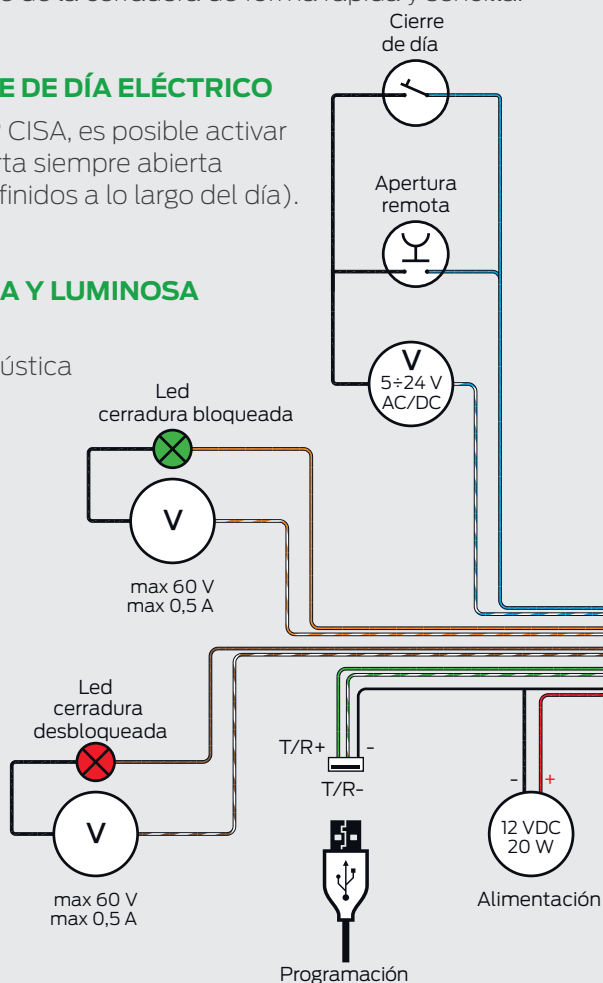 Cierre
de día
E DE DÍA ELÉCTRICO
CISA, es posible activar
rta siempre abierta
finidos a lo largo del día).
Apertura
remota
A Y LUMINOSA
ústica
V
5÷24 V
AC/DC
Led
cerradura bloqueada
V
max 60 V
max 0,5 A
Led
cerradura
desbloqueada
V
max 60 V
max 0,5 A
T/R+
-
T/R-
Programación
- +
12 VDC
20 W
Alimentación